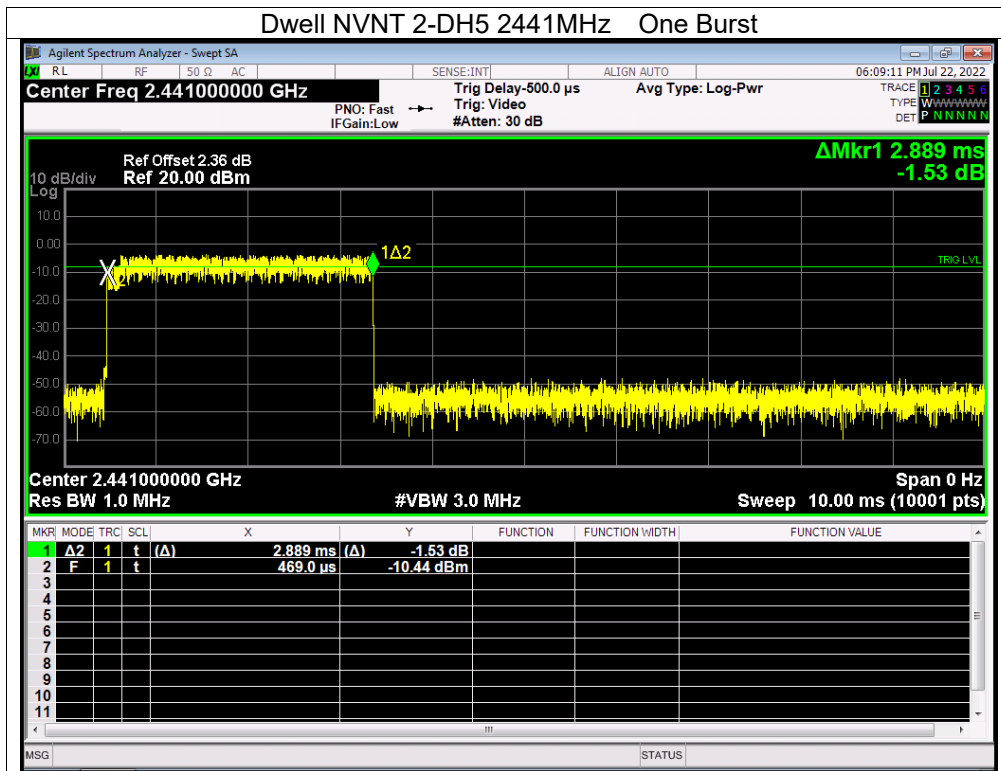 Dwell NVNT 2-DH5 2441MHz One Burst
Agilent Spectrum Analyzer - Swept SA
LXI RL RF 50 Ω AC SENSE:INT ALIGN AUTO 06:09:11 PM Jul 22, 2022
Center Freq 2.441000000 GHz
PNO: Fast
IFGain:Low
Trig Delay-500.0 µs
Trig: Video
#Atten: 30 dB
Avg Type: Log-Pwr
TRACE 1 2 3 4 5 6
TYPE WWWWWW
DET P N N N N N
ΔMkr1 2.889 ms
-1.53 dB
Ref Offset 2.36 dB
10 dB/div Ref 20.00 dBm
Log
10.0
0.00
-10.0
-20.0
-30.0
-40.0
-50.0
-60.0
-70.0
1Δ2
2
TRIG LVL
Center 2.441000000 GHz Span 0 Hz
Res BW 1.0 MHz #VBW 3.0 MHz Sweep 10.00 ms (10001 pts)
MKR MODE TRC SCL X Y FUNCTION FUNCTION WIDTH FUNCTION VALUE
1 Δ2 1 t (Δ) 2.889 ms (Δ) -1.53 dB
2 F 1 t 469.0 µs -10.44 dBm
3
4
5
6
7
8
9
10
11
MSG STATUS